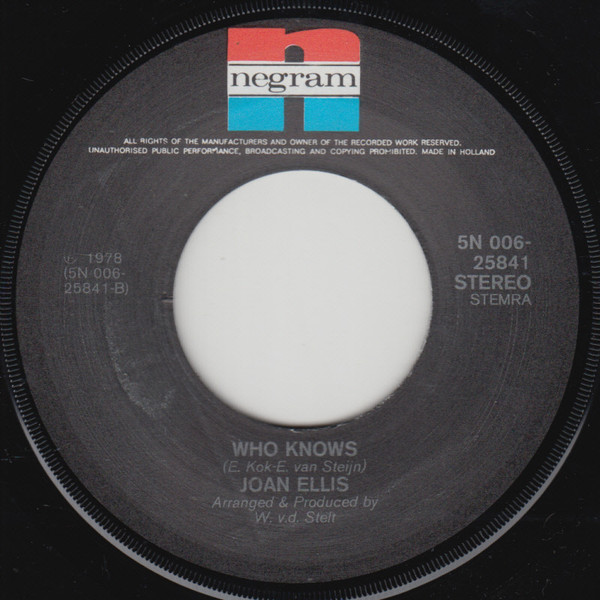 negram
ALL RIGHTS OF THE MANUFACTURERS AND OWNER OF THE RECORDED WORK RESERVED.
UNAUTHORISED PUBLIC PERFORMANCE, BROADCASTING AND COPYING PROHIBITED. MADE IN HOLLAND
℗ 1978
(5N 006-
25841-B)
5N 006-
25841
STEREO
STEMRA
WHO KNOWS
(E. Kok-E. van Steijn)
JOAN ELLIS
Arranged & Produced by
W. v.d. Stelt